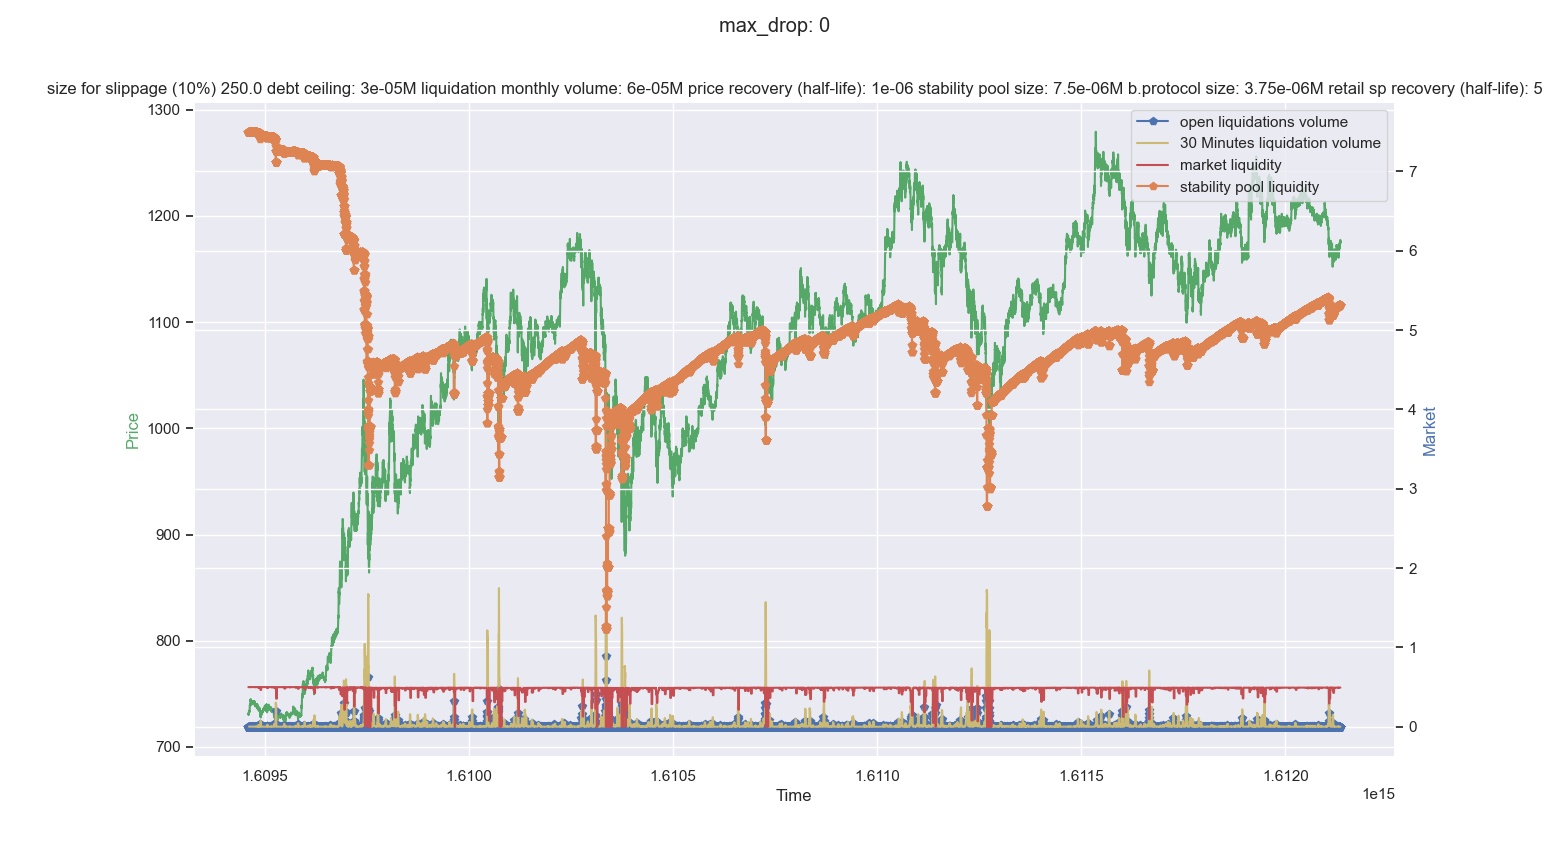 max_drop: 0
size for slippage (10%) 250.0 debt ceiling: 3e-05M liquidation monthly volume: 6e-05M price recovery (half-life): 1e-06 stability pool size: 7.5e-06M b.protocol size: 3.75e-06M retail sp recovery (half-life): 5
1300
1250
1200
1100
1000
900
800
700
Price
open liquidations volume
30 Minutes liquidation volume
market liquidity
stability pool liquidity
7
6
5
4
3
2
1
0
Market
1.6095
1.6100
1.6105
1.6110
1.6115
1.6120
Time
1e15